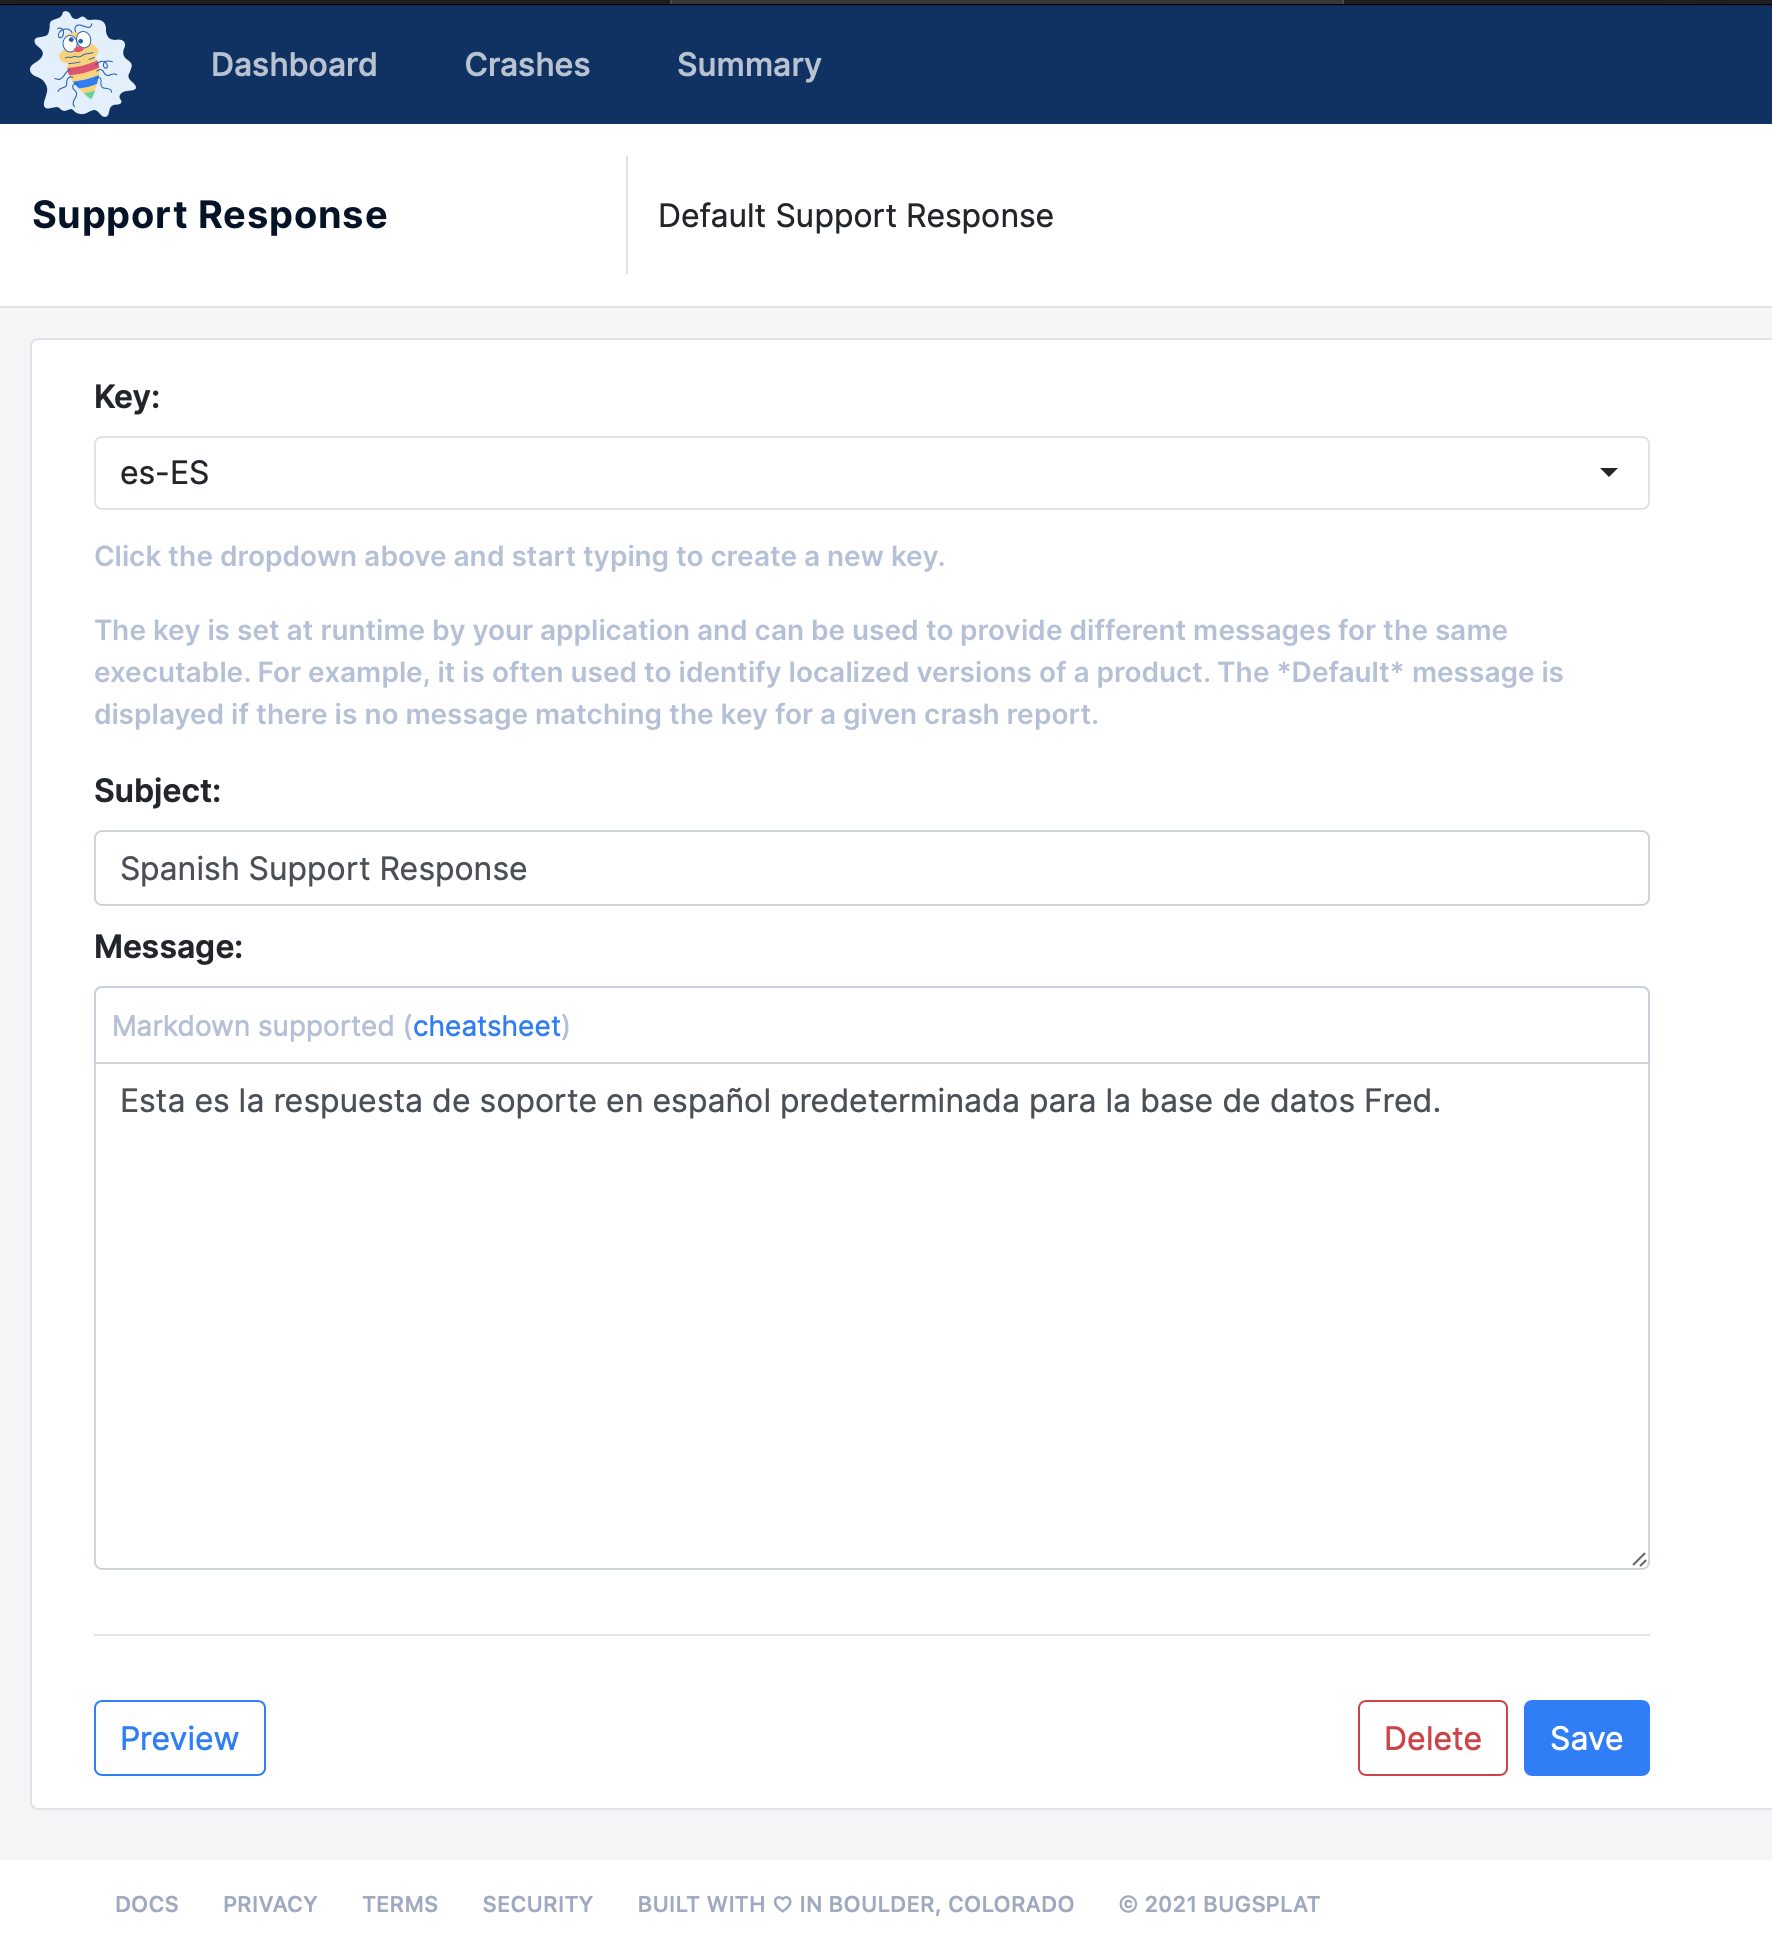 Dashboard Crashes Summary
Support Response
Default Support Response
Key:
es-ES
Click the dropdown above and start typing to create a new key.
The key is set at runtime by your application and can be used to provide different messages for the same
executable. For example, it is often used to identify localized versions of a product. The *Default* message is
displayed if there is no message matching the key for a given crash report.
Subject:
Spanish Support Response
Message:
Markdown supported (cheatsheet)
Esta es la respuesta de soporte en español predeterminada para la base de datos Fred.
Preview Delete Save
DOCS PRIVACY TERMS SECURITY BUILT WITH ♡ IN BOULDER, COLORADO © 2021 BUGSPLAT